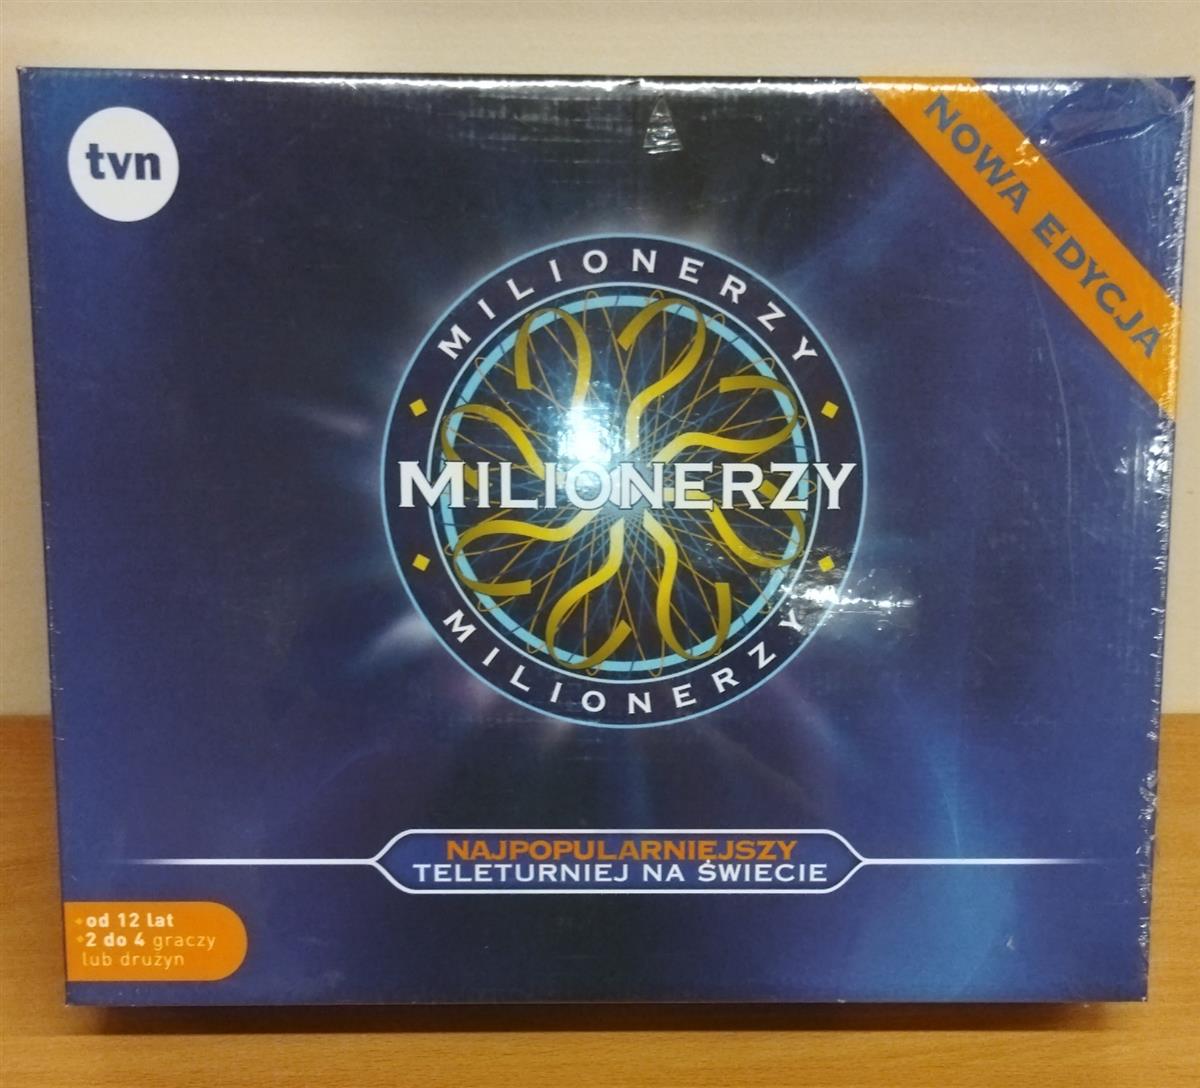 tvn
NOWA EDYCJA
MILIONERZY
MILIONERZY
MILIONERZY
NAJPOPULARNIEJSZY
TELETURNIEJ NA ŚWIECIE
od 12 lat
2 do 4 graczy
lub drużyn